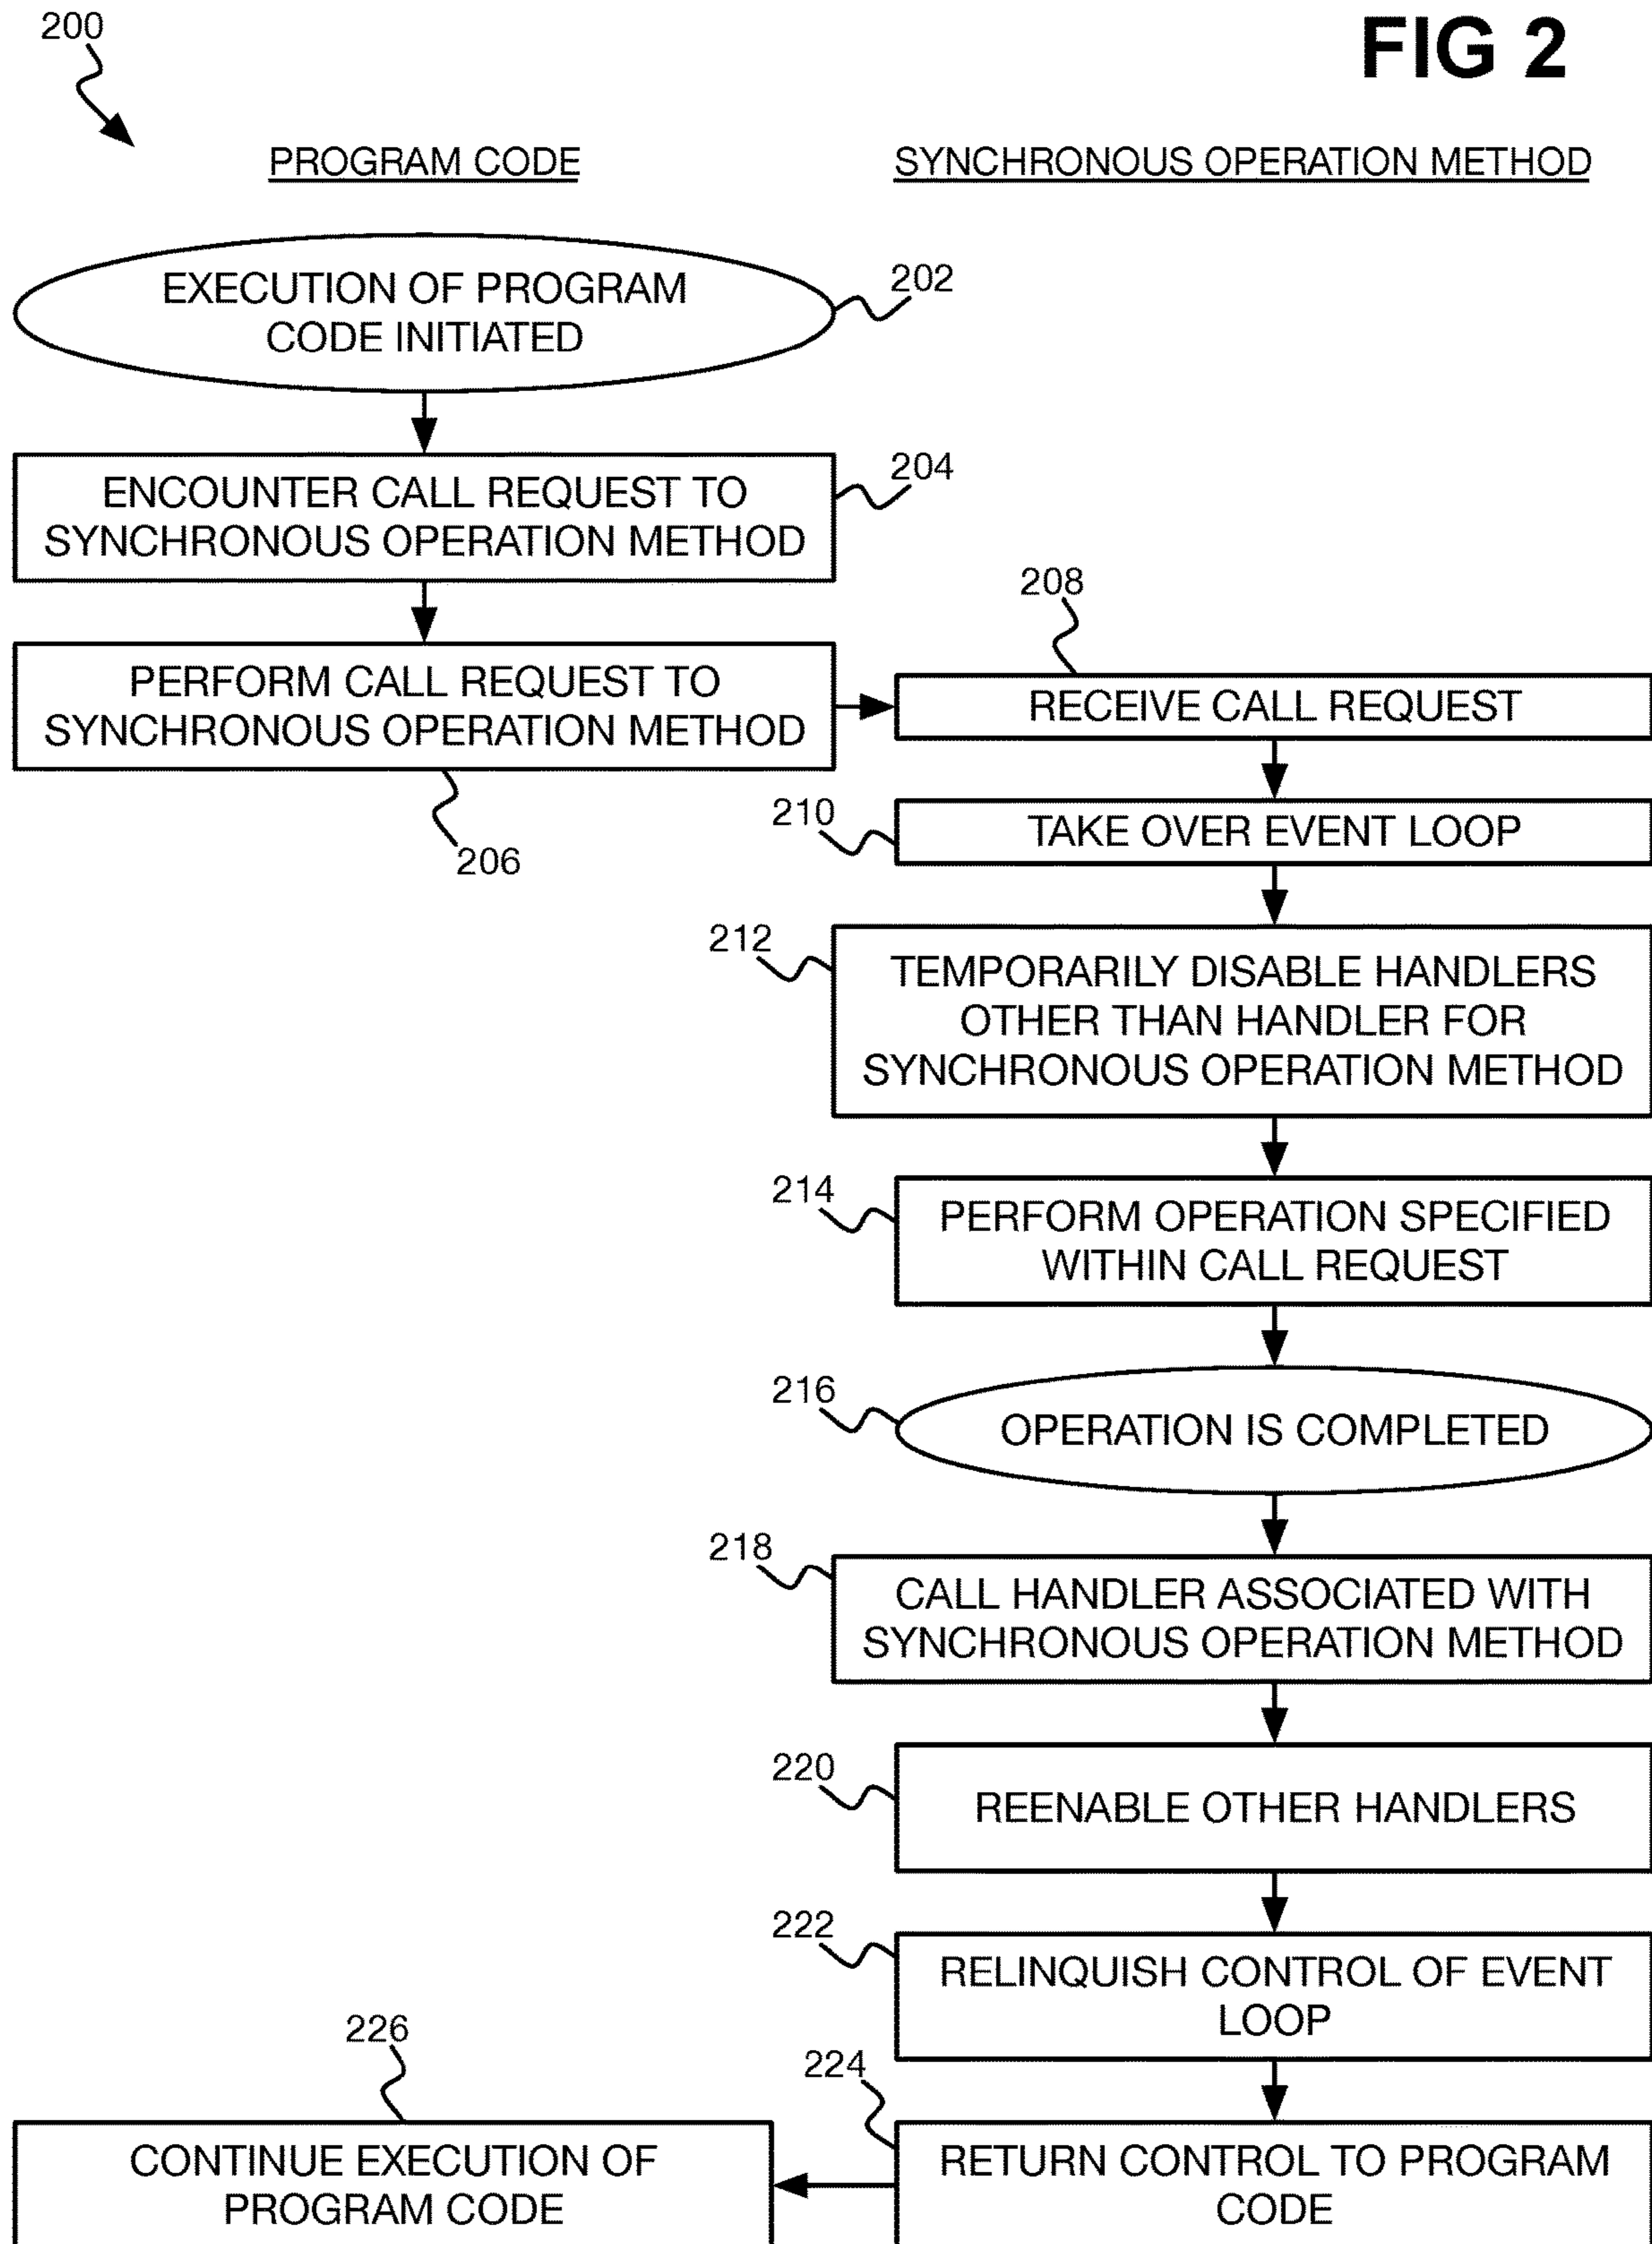 200
FIG 2
PROGRAM CODE
SYNCHRONOUS OPERATION METHOD
EXECUTION OF PROGRAM
CODE INITIATED
202
ENCOUNTER CALL REQUEST TO
SYNCHRONOUS OPERATION METHOD
204
PERFORM CALL REQUEST TO
SYNCHRONOUS OPERATION METHOD
206
208
RECEIVE CALL REQUEST
210
TAKE OVER EVENT LOOP
212
TEMPORARILY DISABLE HANDLERS
OTHER THAN HANDLER FOR
SYNCHRONOUS OPERATION METHOD
214
PERFORM OPERATION SPECIFIED
WITHIN CALL REQUEST
216
OPERATION IS COMPLETED
218
CALL HANDLER ASSOCIATED WITH
SYNCHRONOUS OPERATION METHOD
220
REENABLE OTHER HANDLERS
222
RELINQUISH CONTROL OF EVENT
LOOP
224
RETURN CONTROL TO PROGRAM
CODE
226
CONTINUE EXECUTION OF
PROGRAM CODE